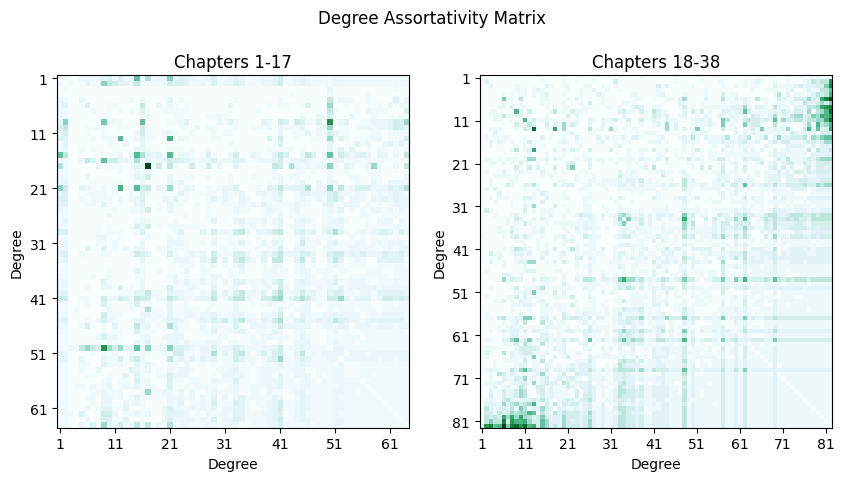 Degree Assortativity Matrix
Chapters 1-17
1
11
21
31
41
51
61
Degree
1 11 21 31 41 51 61
Degree
Chapters 18-38
1
11
21
31
41
51
61
71
81
Degree
1 11 21 31 41 51 61 71 81
Degree